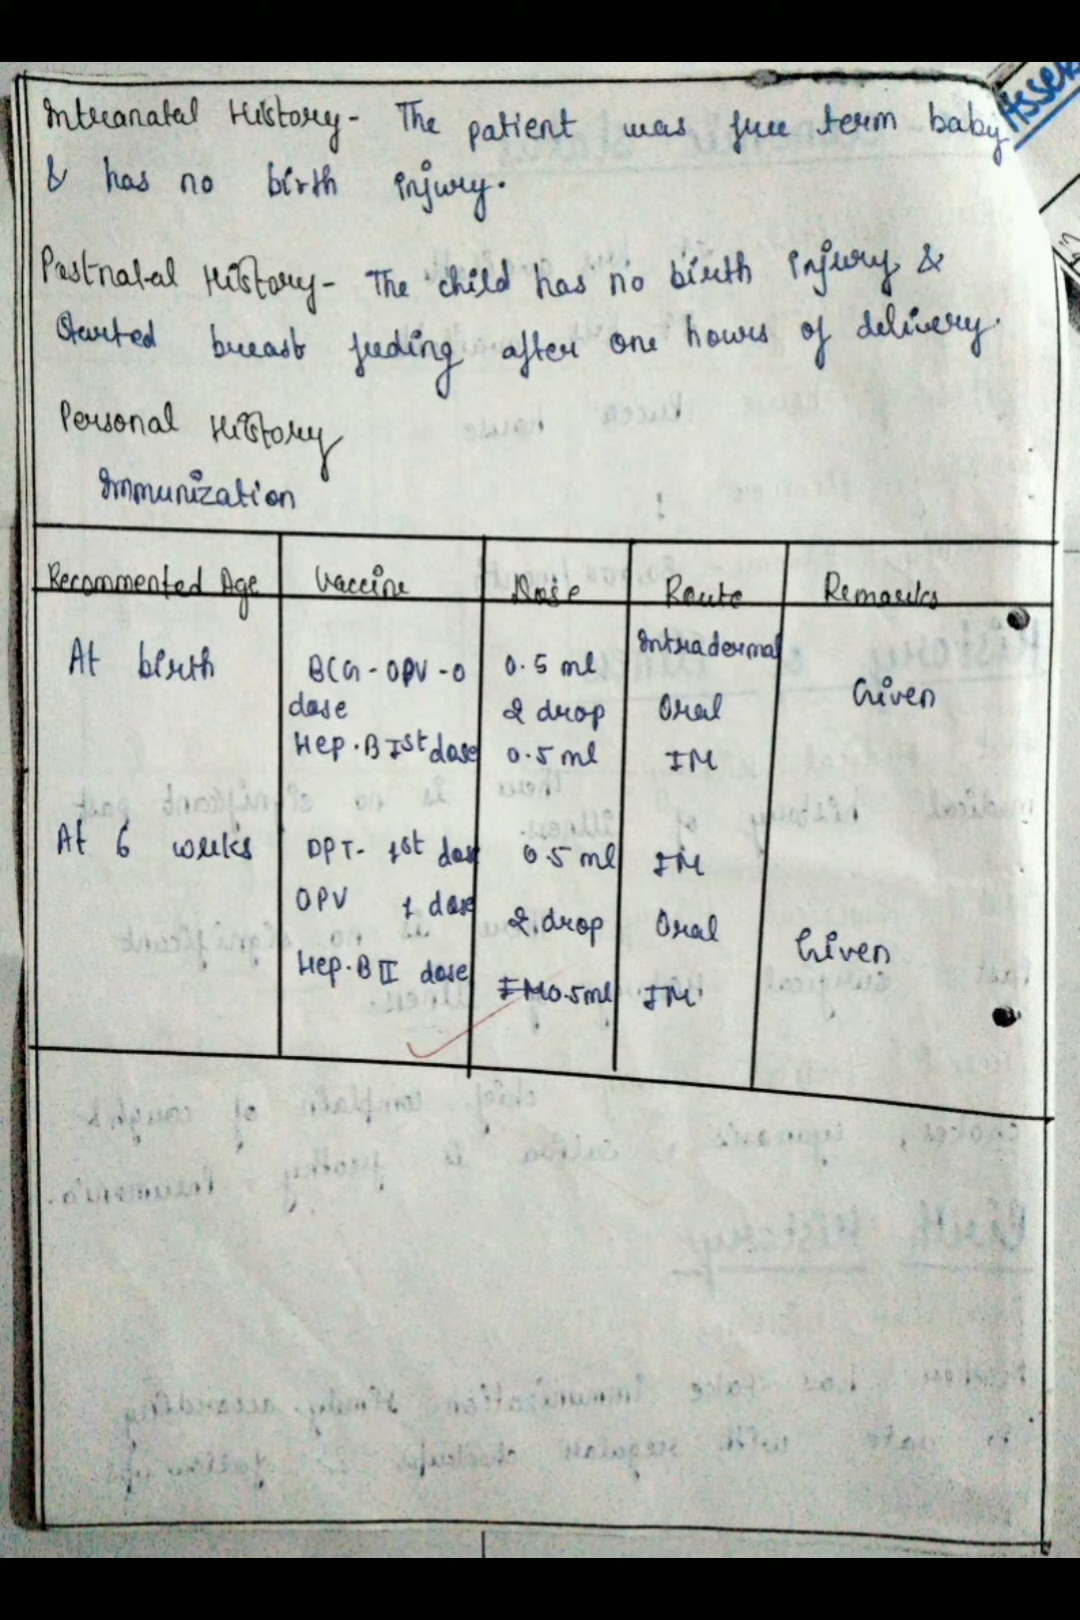 Intranatal History - The patient was full term baby
& has no birth injury.
Postnatal History - The child has no birth injury &
started breast feeding after one hours of delivery.
Personal History
Immunization
Recommented Age Vaccine Dose Route Remarks
At birth BCG - OPV - O 0.5 ml Intradermal Given
dose 2 drop Oral
Hep. B Ist dose 0.5 ml IM
At 6 weeks DPT - 1st dose 0.5 ml IM
OPV 1 dose 2 drop Oral Given
Hep. B II dose IM 0.5ml IM